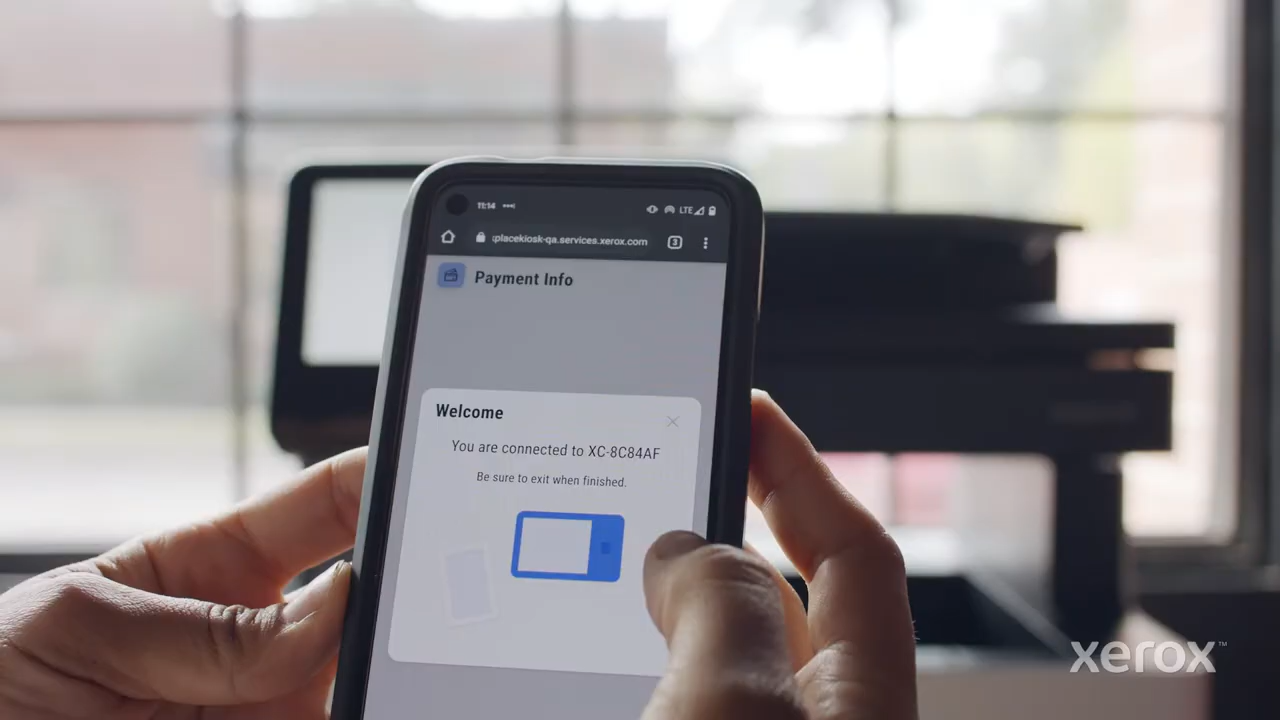 11:14
LTE
:placekiosk-qa.services.xerox.com
3
Payment Info
Welcome
You are connected to XC-8C84AF
Be sure to exit when finished.
xerox™